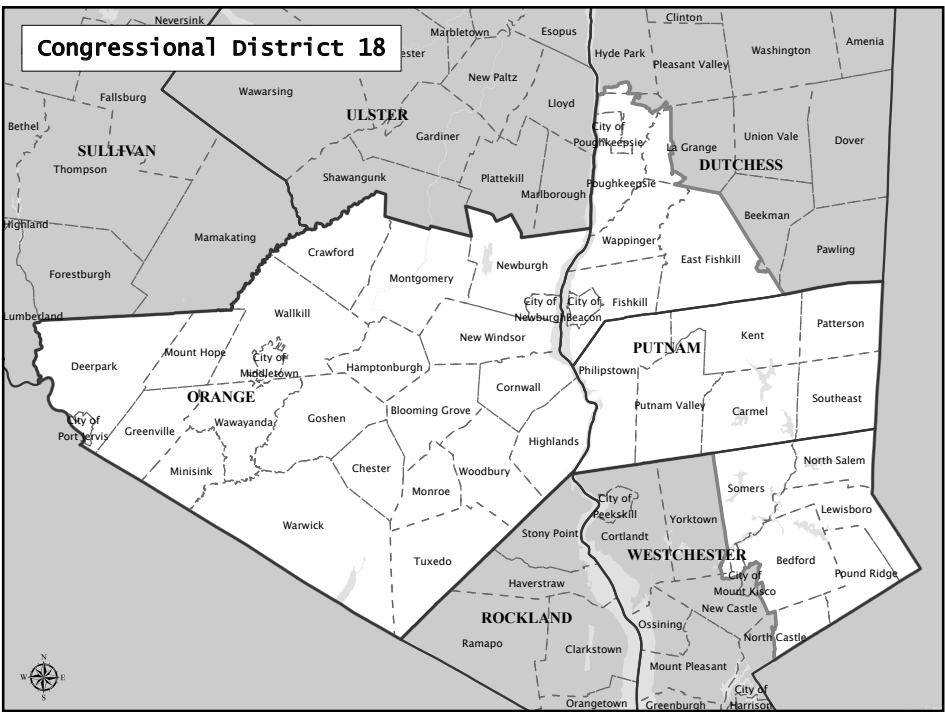 Congressional District 18
Neversink
Marbletown
Esopus
Clinton
ester
Hyde Park
Pleasant Valley
Washington
Amenia
Fallsburg
Wawarsing
New Paltz
Lloyd
ULSTER
Bethel
SULLIVAN
Thompson
Gardiner
City of
Poughkeepsie
La Grange
Union Vale
Dover
DUTCHESS
Shawangunk
Plattekill
Marlborough
Poughkeepsie
Highland
Mamakating
Beekman
Wappinger
Pawling
Crawford
East Fishkill
Forestburgh
Montgomery
Newburgh
Lumberland
Wallkill
City of
Newburgh
City of
Beacon
Fishkill
New Windsor
Kent
Patterson
PUTNAM
Deerpark
Mount Hope
City of
Middletown
Hamptonburgh
Philipstown
ORANGE
Cornwall
Southeast
Putnam Valley
Carmel
City of
Port Jervis
Greenville
Wawayanda
Goshen
Blooming Grove
Highlands
Minisink
Chester
Woodbury
Monroe
North Salem
Somers
Lewisboro
Warwick
City of
Peekskill
Yorktown
Stony Point
Cortlandt
WESTCHESTER
Tuxedo
Bedford
Pound Ridge
Haverstraw
City of
Mount Kisco
New Castle
ROCKLAND
Ossining
North Castle
Ramapo
Clarkstown
Mount Pleasant
N
W
E
S
Orangetown
Greenburgh
City of
Harrison